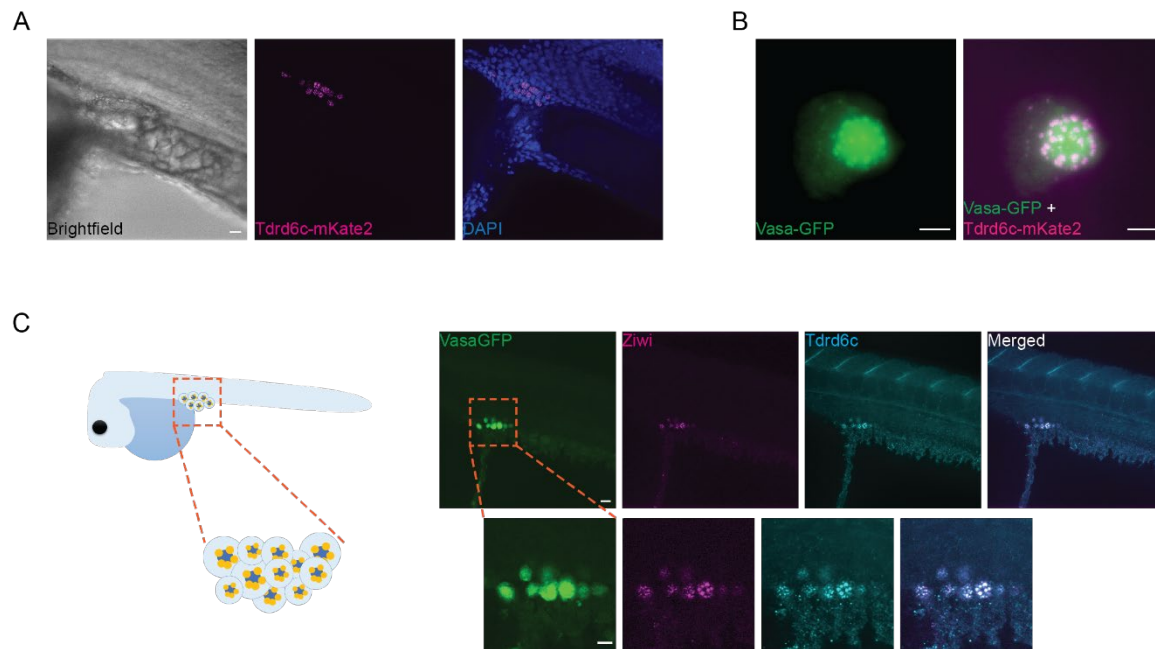 A
B
Brightfield
Tdrd6c-mKate2
DAPI
Vasa-GFP
Vasa-GFP +
Tdrd6c-mKate2
C
VasaGFP
Ziwi
Tdrd6c
Merged